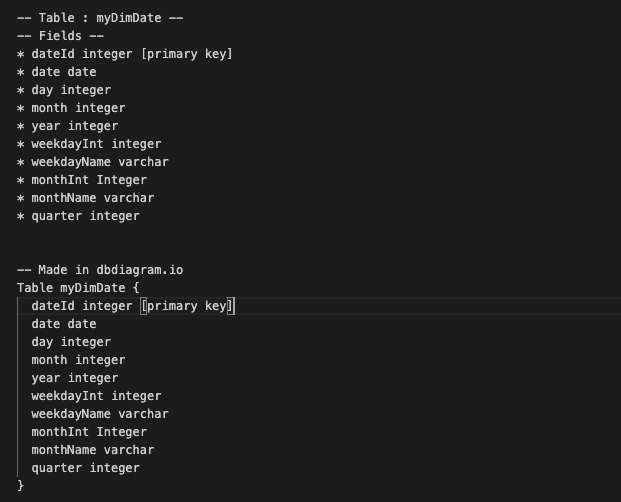 -- Table : myDimDate --
-- Fields --
* dateId integer [primary key]
* date date
* day integer
* month integer
* year integer
* weekdayInt integer
* weekdayName varchar
* monthInt Integer
* monthName varchar
* quarter integer
-- Made in dbdiagram.io
Table myDimDate {
dateId integer [primary key]
date date
day integer
month integer
year integer
weekdayInt integer
weekdayName varchar
monthInt Integer
monthName varchar
quarter integer
}